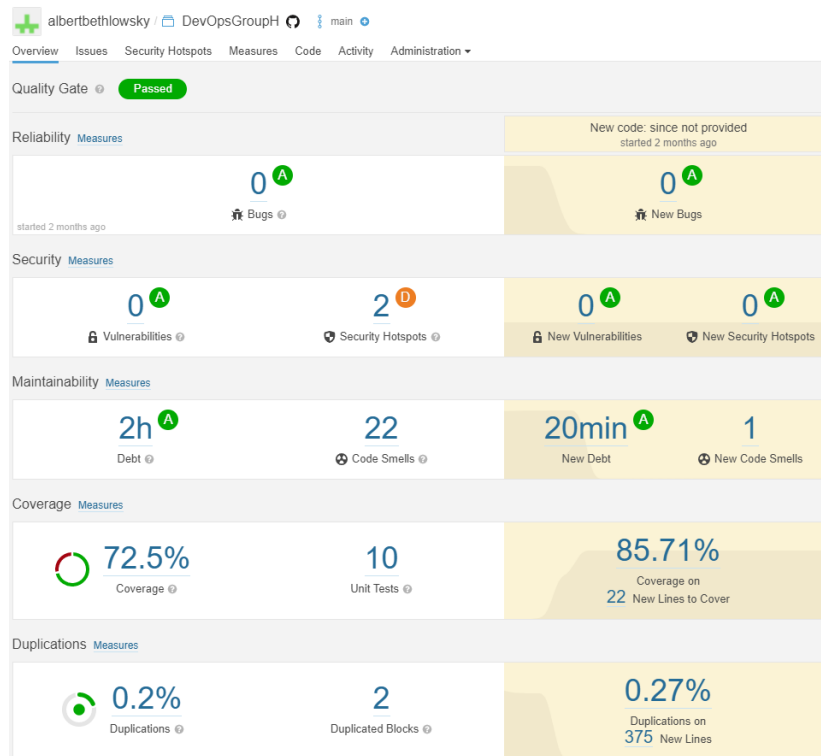 albertbethlowsky / DevOpsGroupH main
Overview Issues Security Hotspots Measures Code Activity Administration
Quality Gate ? Passed
New code: since not provided
started 2 months ago
Reliability Measures
0 A
Bugs ?
started 2 months ago
0 A
New Bugs
Security Measures
0 A
Vulnerabilities ?
2 D
Security Hotspots ?
0 A
New Vulnerabilities
0 A
New Security Hotspots
Maintainability Measures
2h A
Debt ?
22
Code Smells ?
20min A
New Debt
1
New Code Smells
Coverage Measures
72.5%
Coverage ?
10
Unit Tests ?
85.71%
Coverage on
22 New Lines to Cover
Duplications Measures
0.2%
Duplications ?
2
Duplicated Blocks ?
0.27%
Duplications on
375 New Lines